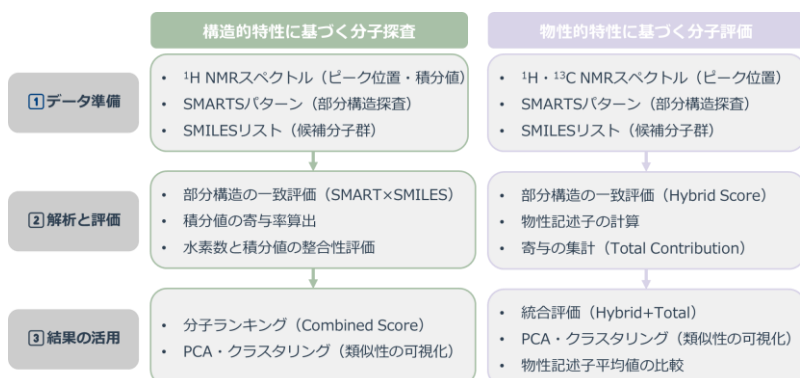 構造的特性に基づく分子探査
物性的特性に基づく分子評価
1データ準備
• ¹H NMRスペクトル（ピーク位置・積分値）
• SMARTSパターン（部分構造探査）
• SMILESリスト（候補分子群）
• ¹H・¹³C NMRスペクトル（ピーク位置）
• SMARTSパターン（部分構造探査）
• SMILESリスト（候補分子群）
2解析と評価
• 部分構造の一致評価（SMART×SMILES）
• 積分値の寄与率算出
• 水素数と積分値の整合性評価
• 部分構造の一致評価（Hybrid Score）
• 物性記述子の計算
• 寄与の集計（Total Contribution）
3結果の活用
• 分子ランキング（Combined Score）
• PCA・クラスタリング（類似性の可視化）
• 統合評価（Hybrid+Total）
• PCA・クラスタリング（類似性の可視化）
• 物性記述子平均値の比較